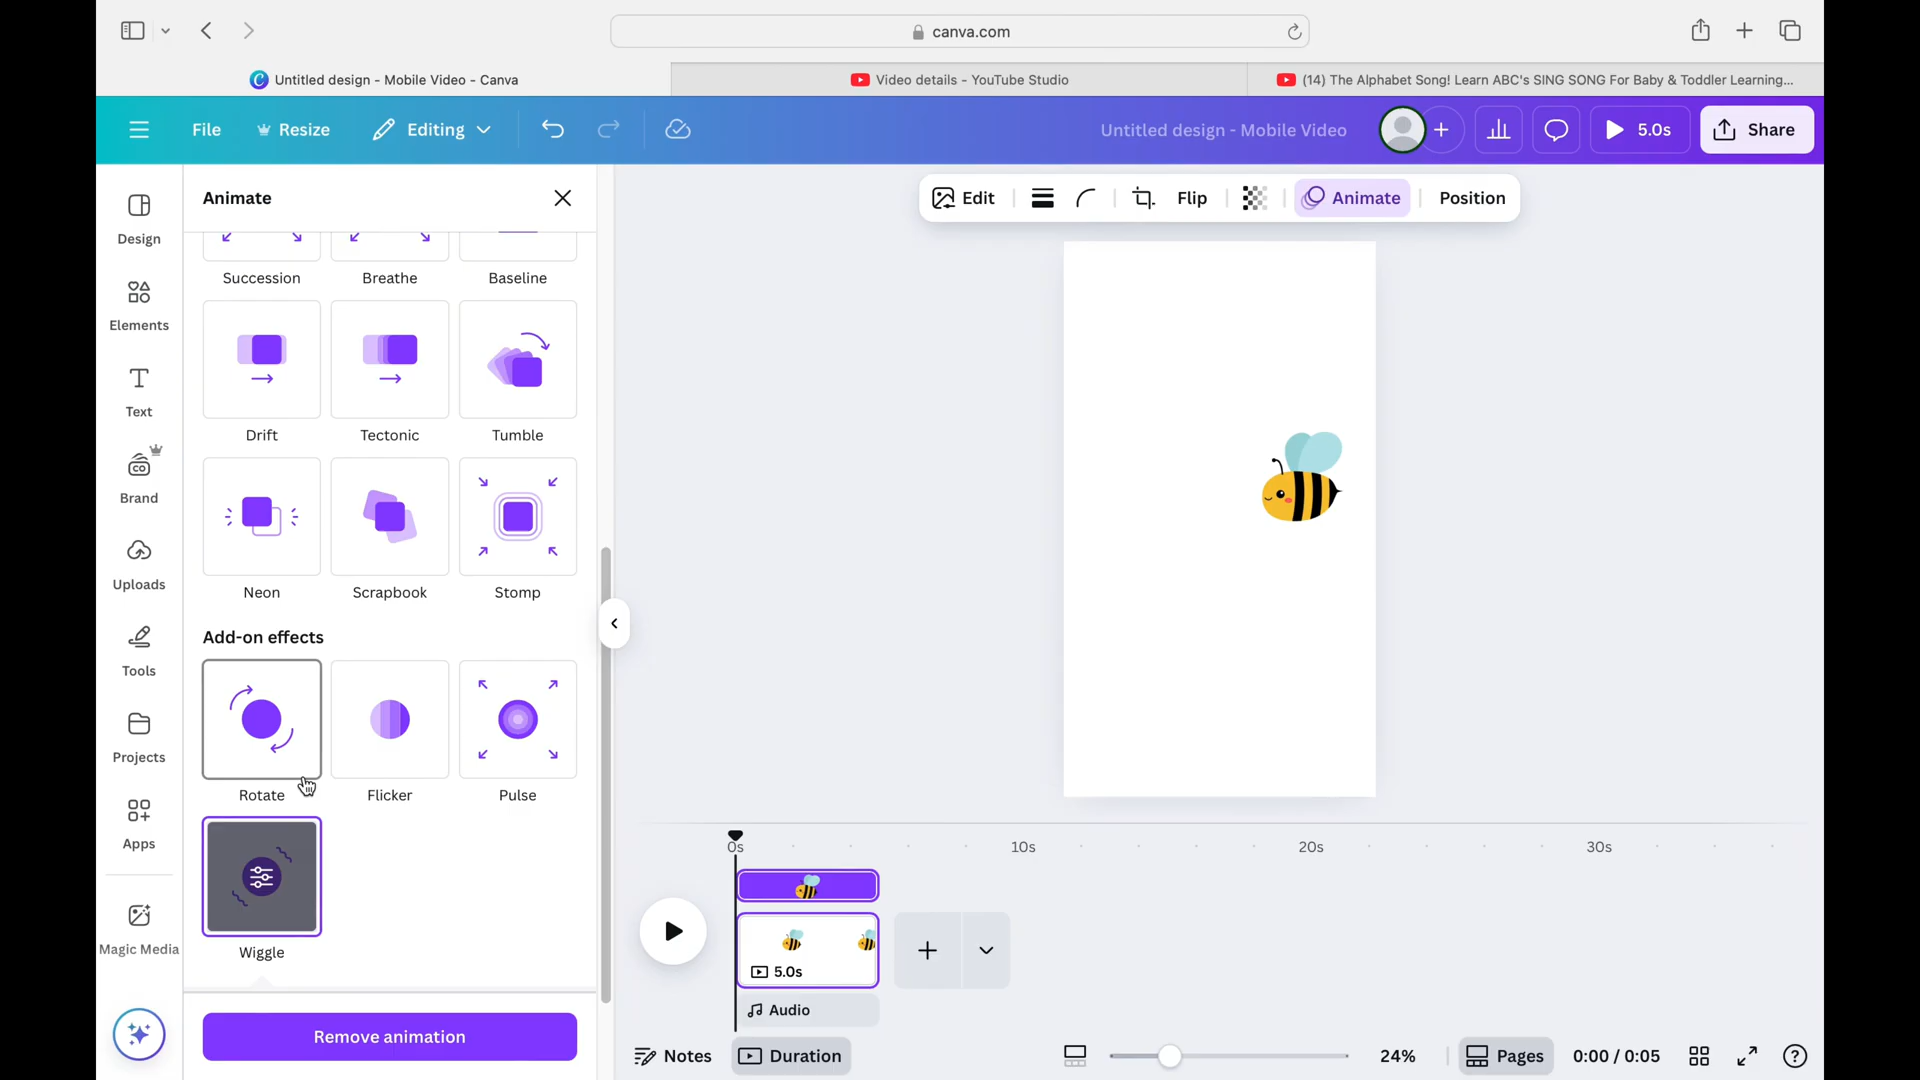 canva.com
Untitled design - Mobile Video - Canva
Video details - YouTube Studio
(14) The Alphabet Song! Learn ABC's SING SONG For Baby & Toddler Learning...
File
Resize
Editing
Untitled design - Mobile Video
5.0s
Share
Design
Elements
Text
Brand
Uploads
Tools
Projects
Apps
Magic Media
Animate
Succession Breathe Baseline
Drift Tectonic Tumble
Neon Scrapbook Stomp
Add-on effects
Rotate Flicker Pulse
Wiggle
Remove animation
Edit
Flip
Animate
Position
0s 10s 20s 30s
5.0s
Audio
Notes
Duration
24%
Pages
0:00 / 0:05